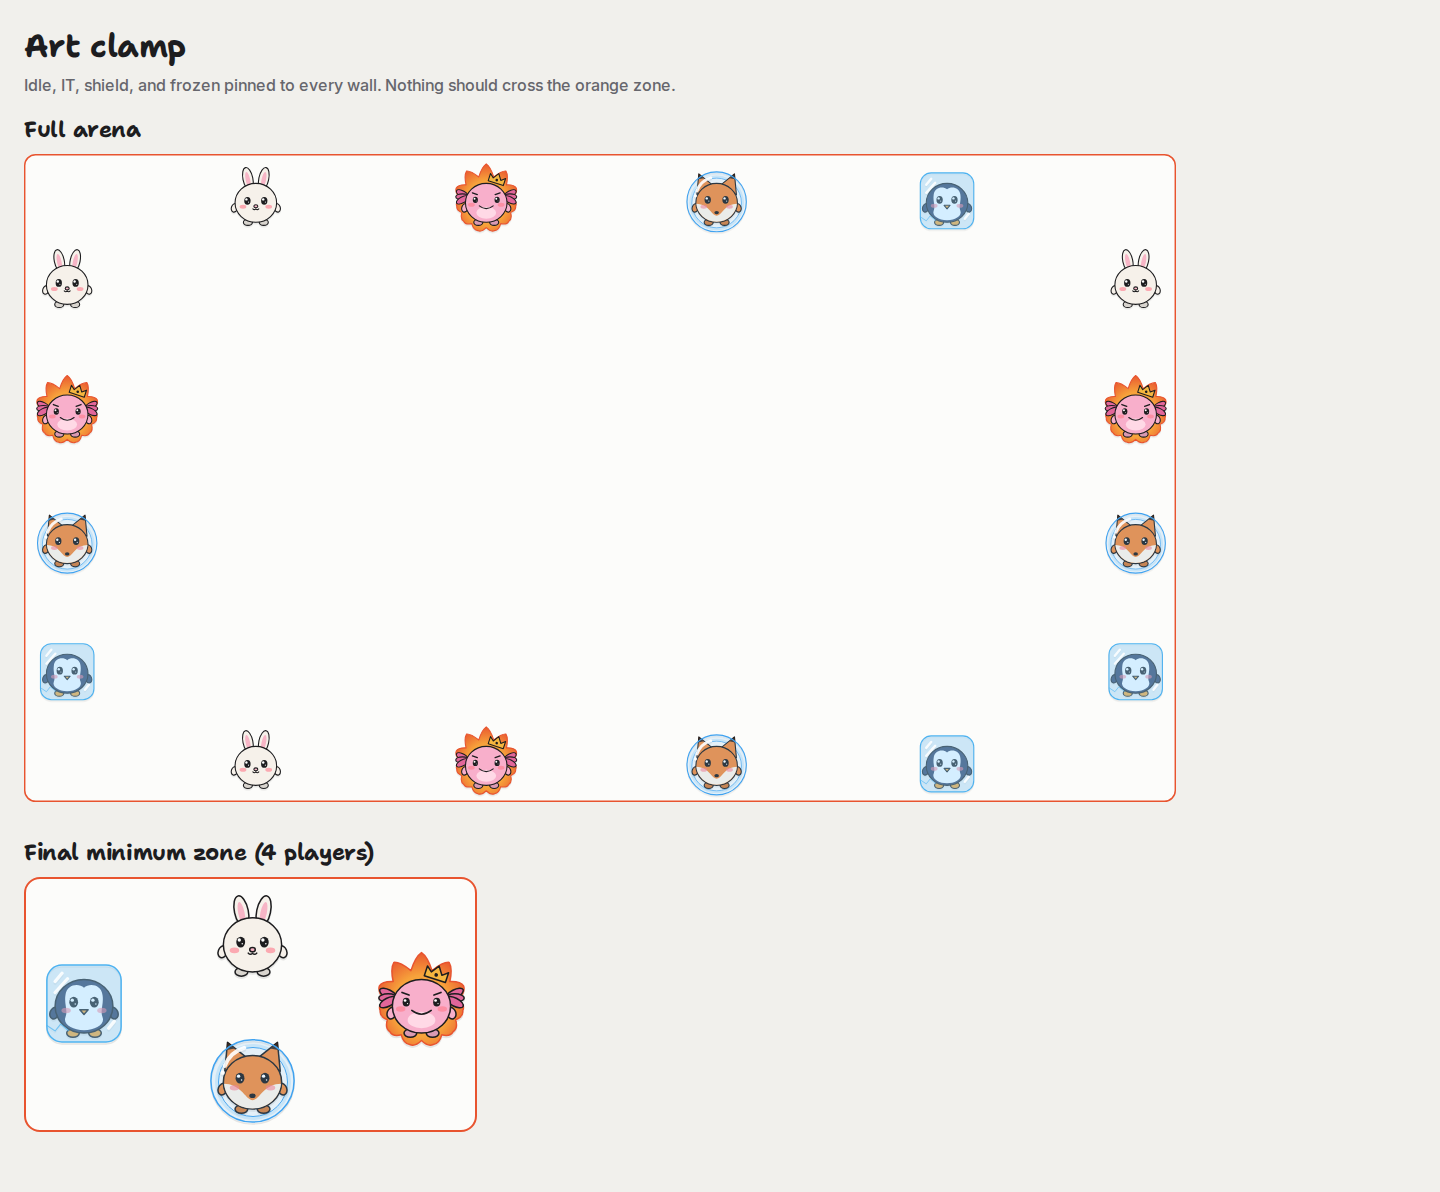 Art clamp
Idle, IT, shield, and frozen pinned to every wall. Nothing should cross the orange zone.
Full arena
Final minimum zone (4 players)